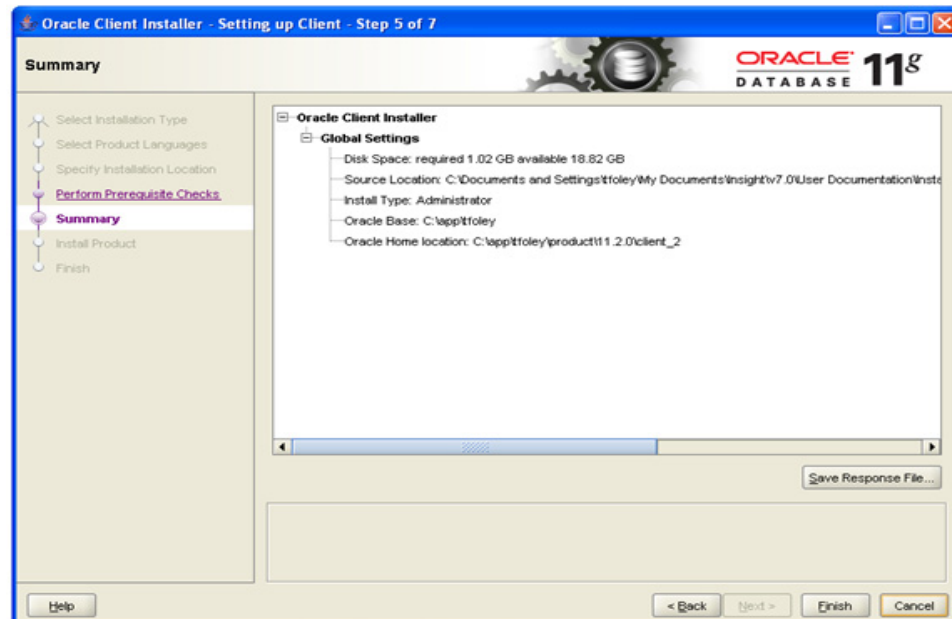 Oracle Client Installer - Setting up Client - Step 5 of 7
Summary
ORACLE
DATABASE
11g
Select Installation Type
Select Product Languages
Specify Installation Location
Perform Prerequisite Checks
Summary
Install Product
Finish
Oracle Client Installer
Global Settings
Disk Space: required 1.02 GB available 18.82 GB
Source Location: C:\Documents and Settings\tfoley\My Documents\Insight\v7.0\User Documentation\Insta
Install Type: Administrator
Oracle Base: C:\app\tfoley
Oracle Home location: C:\app\tfoley\product\11.2.0\client_2
Save Response File...
Help
< Back
Next >
Finish
Cancel